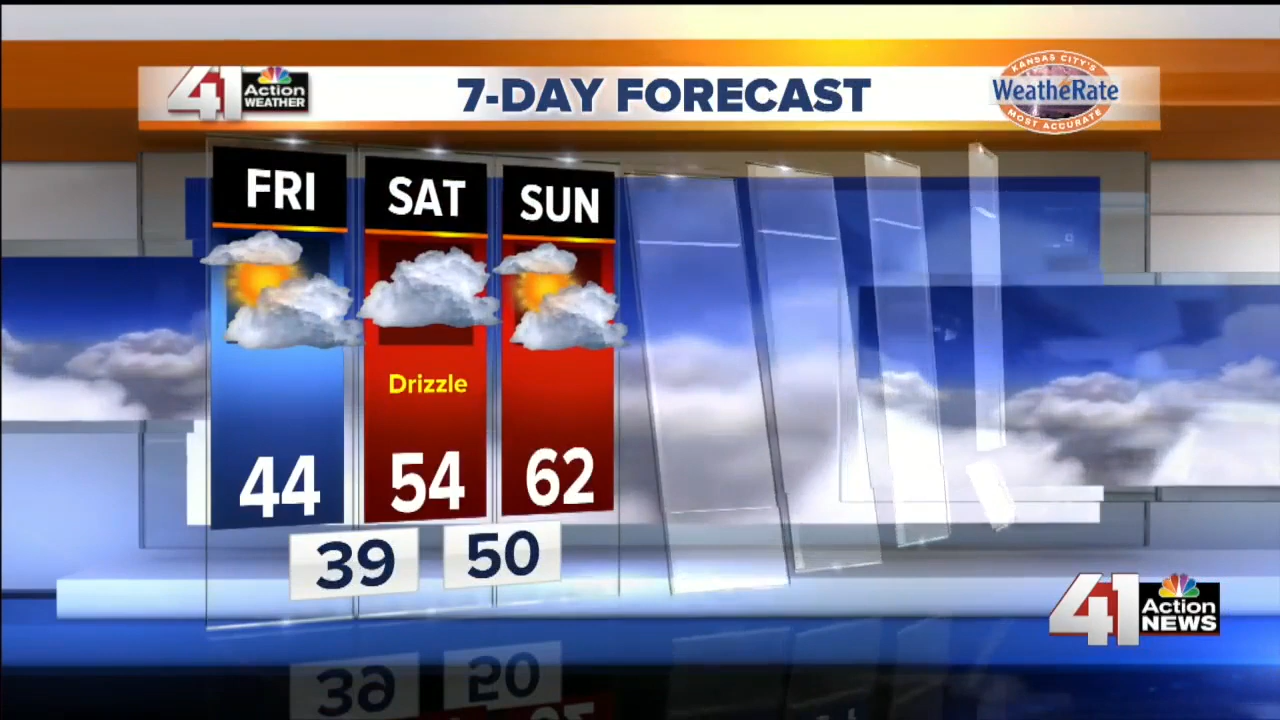 41 Action WEATHER
7-DAY FORECAST
KANSAS CITY'S
WeatheRate
MOST ACCURATE
FRI SAT SUN
Drizzle
44 54 62
39 50
41 Action NEWS